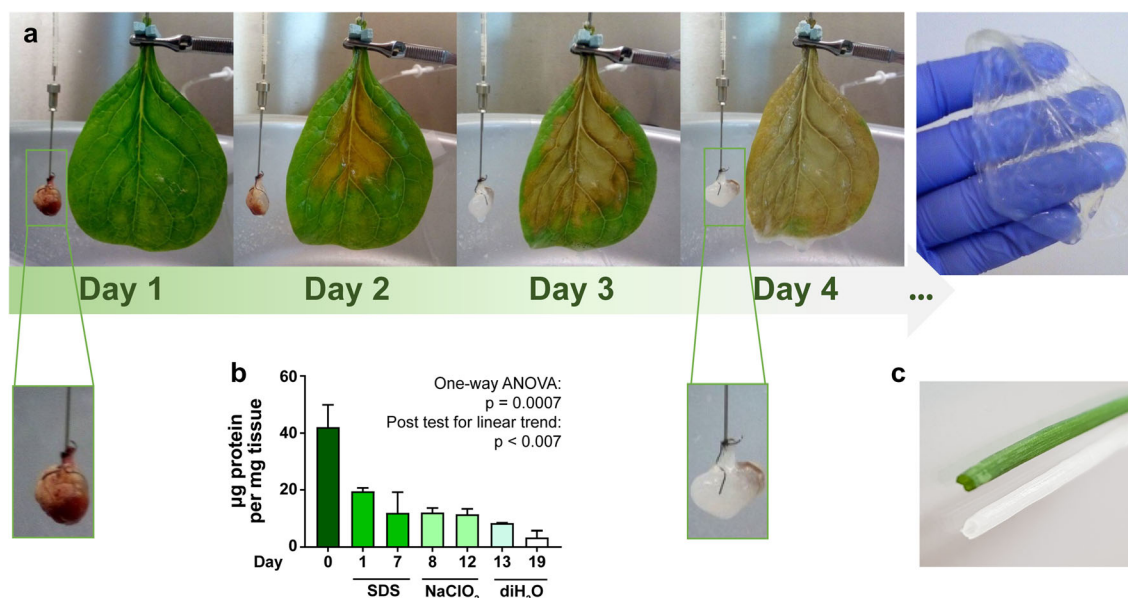 a
Day 1
Day 2
Day 3
Day 4
...
b
60
40
20
0
µg protein
per mg tissue
One-way ANOVA:
p = 0.0007
Post test for linear trend:
p < 0.007
Day
0
1
7
8
12
13
19
SDS
NaClO₂
diH₂O
c